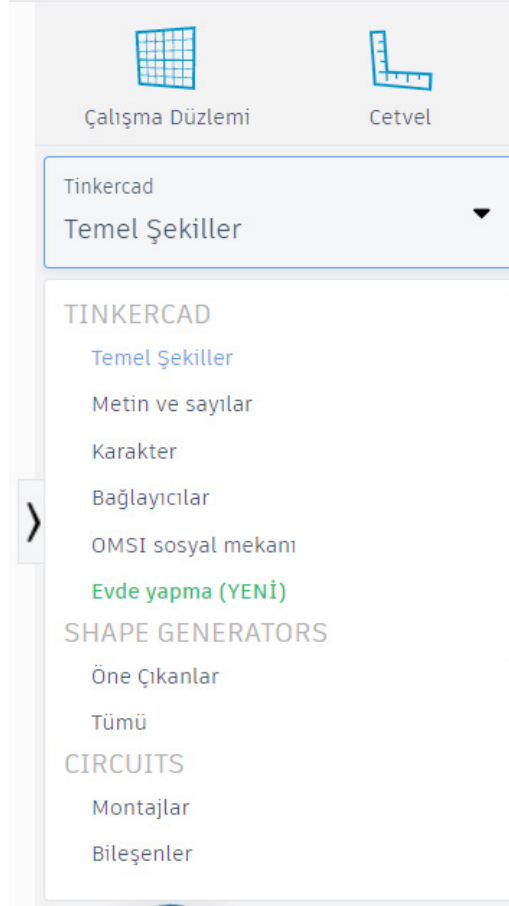 Çalışma Düzlemi
Cetvel
Tinkercad
Temel Şekiller
TINKERCAD
Temel Şekiller
Metin ve sayılar
Karakter
Bağlayıcılar
OMSI sosyal mekanı
Evde yapma (YENİ)
SHAPE GENERATORS
Öne Çıkanlar
Tümü
CIRCUITS
Montajlar
Bileşenler